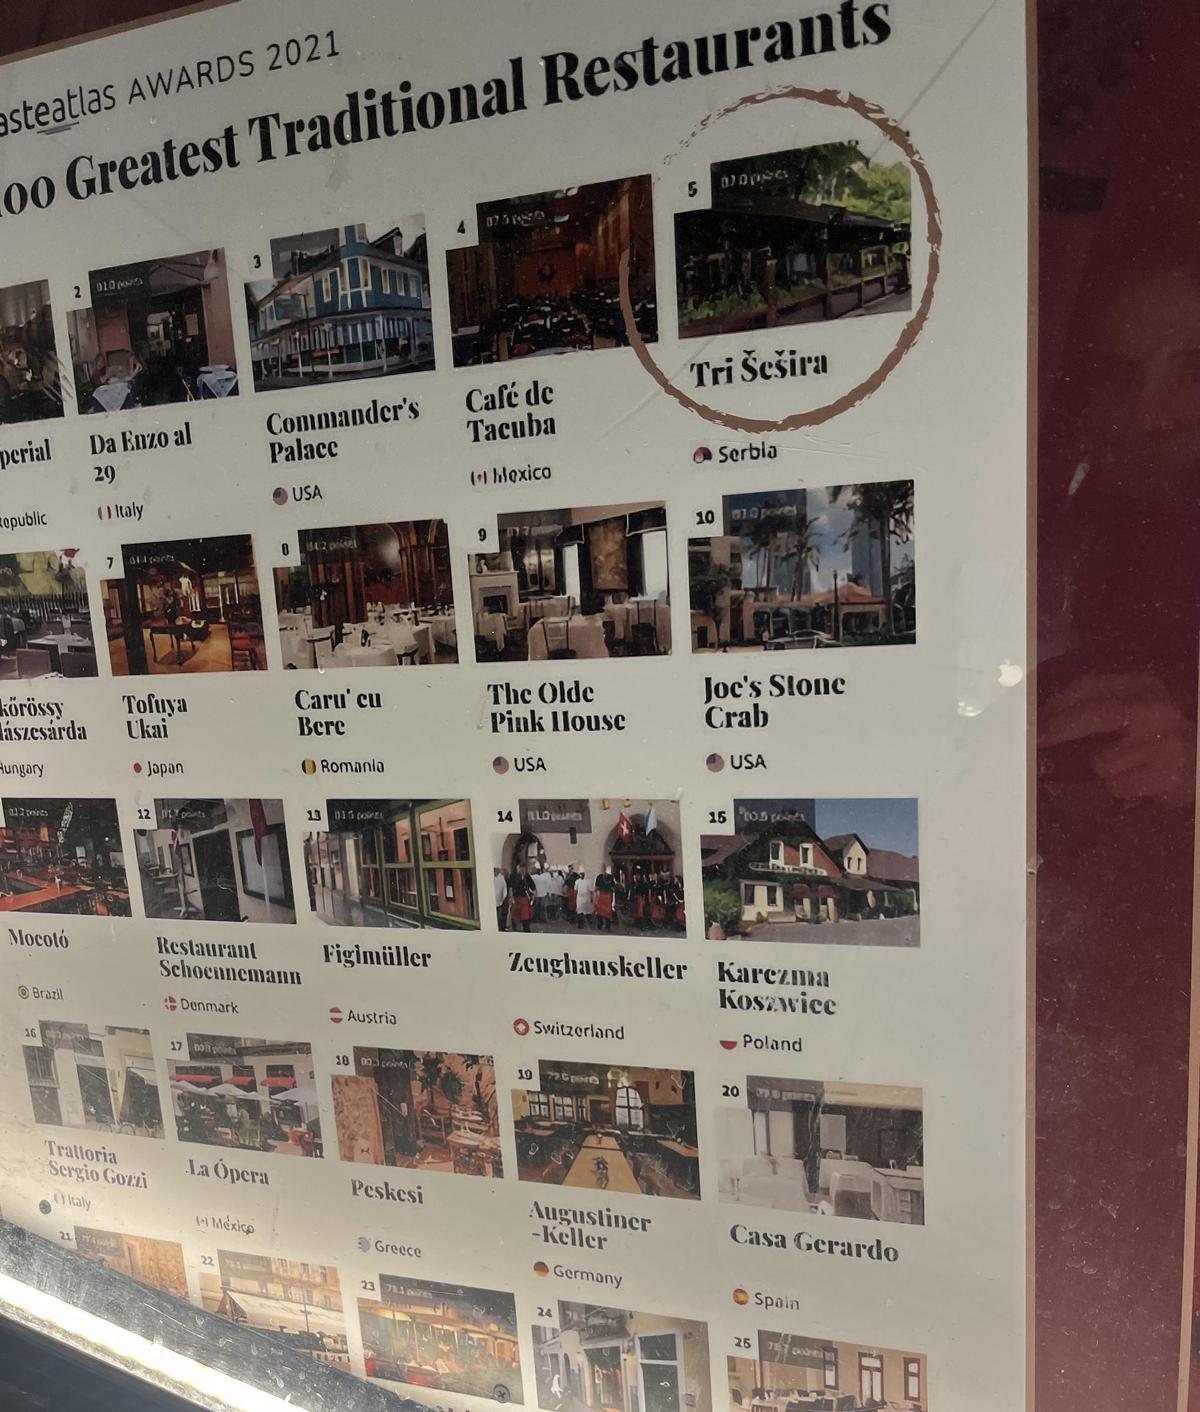 asteatlas AWARDS 2021
100 Greatest Traditional Restaurants
2
3
4
5
perial
Da Enzo al
29
Commander's
Palace
Café de
Tacuba
Tri Šešira
Republic
Italy
USA
Mexico
Serbia
7
8
9
10
kőrössy
lászcsárda
Tofuya
Ukai
Caru' cu
Bere
The Olde
Pink House
Joe's Stone
Crab
Hungary
Japan
Romania
USA
USA
12
13
14
15
Mocotó
Restaurant
Schoennemann
Figlmüller
Zeughauskeller
Karczma
Koszwice
Brazil
Denmark
Austria
Switzerland
Poland
16
17
18
19
20
Trattoria
Sergio Gozzi
La Ópera
Peskesi
Augustiner
-Keller
Casa Gerardo
Italy
Mexico
Greece
Germany
Spain
21
22
23
24
25